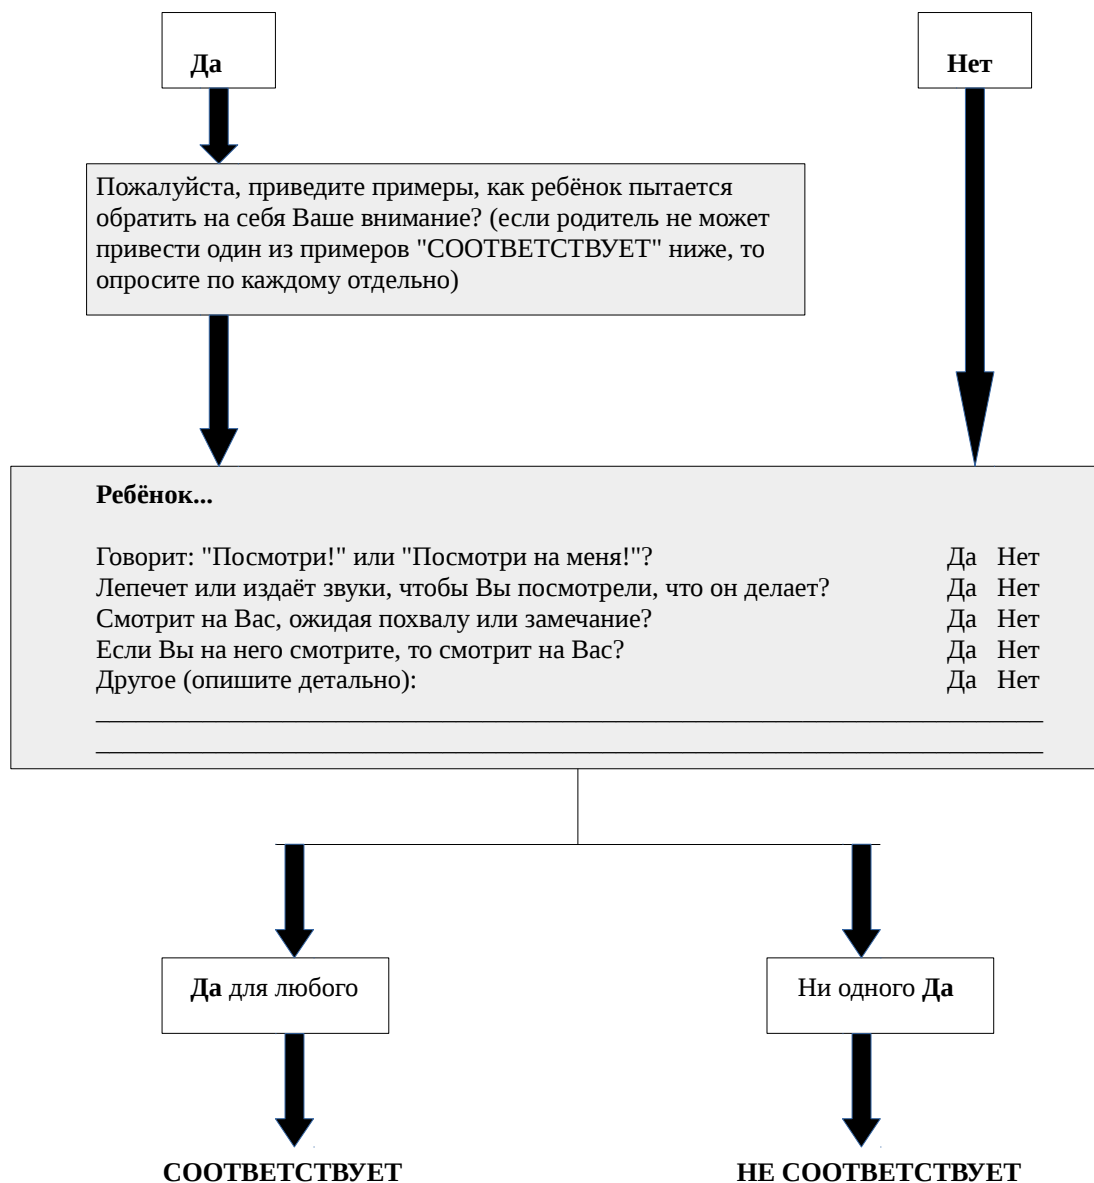 Да
Нет
Пожалуйста, приведите примеры, как ребёнок пытается
обратить на себя Ваше внимание? (если родитель не может
привести один из примеров "СООТВЕТСТВУЕТ" ниже, то
опросите по каждому отдельно)
Ребёнок...
Говорит: "Посмотри!" или "Посмотри на меня!"? Да Нет
Лепечет или издаёт звуки, чтобы Вы посмотрели, что он делает? Да Нет
Смотрит на Вас, ожидая похвалу или замечание? Да Нет
Если Вы на него смотрите, то смотрит на Вас? Да Нет
Другое (опишите детально): Да Нет
Да для любого
Ни одного Да
СООТВЕТСТВУЕТ
НЕ СООТВЕТСТВУЕТ